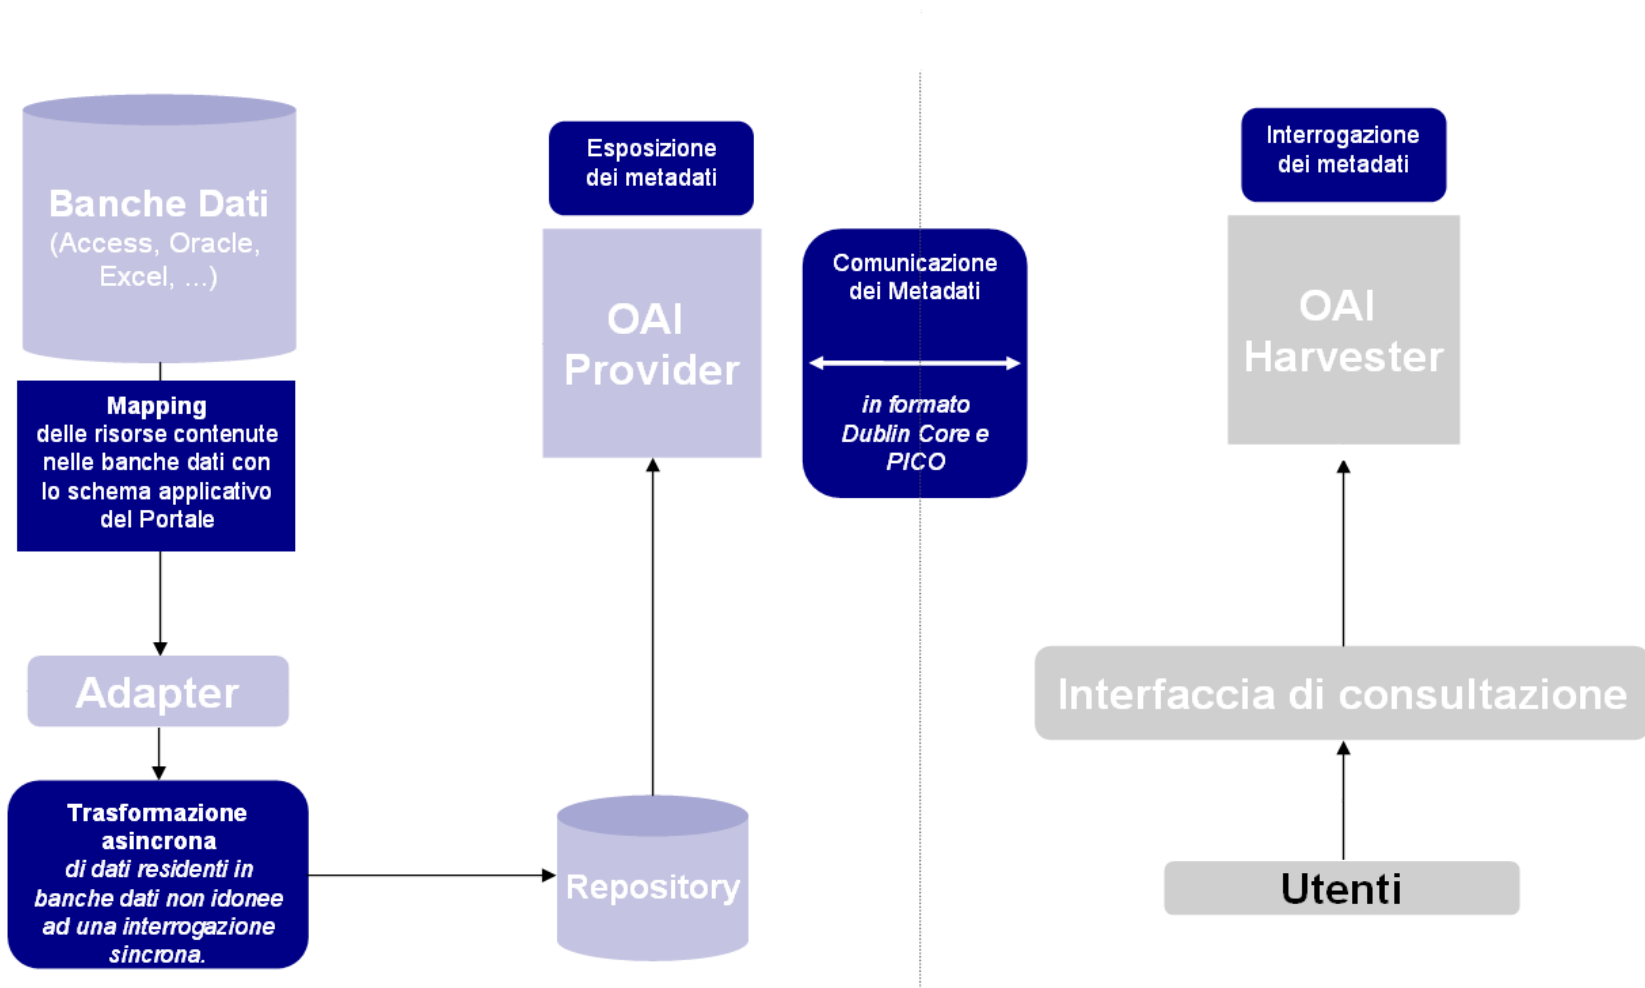 Banche Dati
(Access, Oracle,
Excel, ...)
Mapping
delle risorse contenute
nelle banche dati con
lo schema applicativo
del Portale
Adapter
Trasformazione
asincrona
di dati residenti in
banche dati non idonee
ad una interrogazione
sincrona.
Esposizione
dei metadati
OAI
Provider
Repository
Comunicazione
dei Metadati
in formato
Dublin Core e
PICO
Interrogazione
dei metadati
OAI
Harvester
Interfaccia di consultazione
Utenti